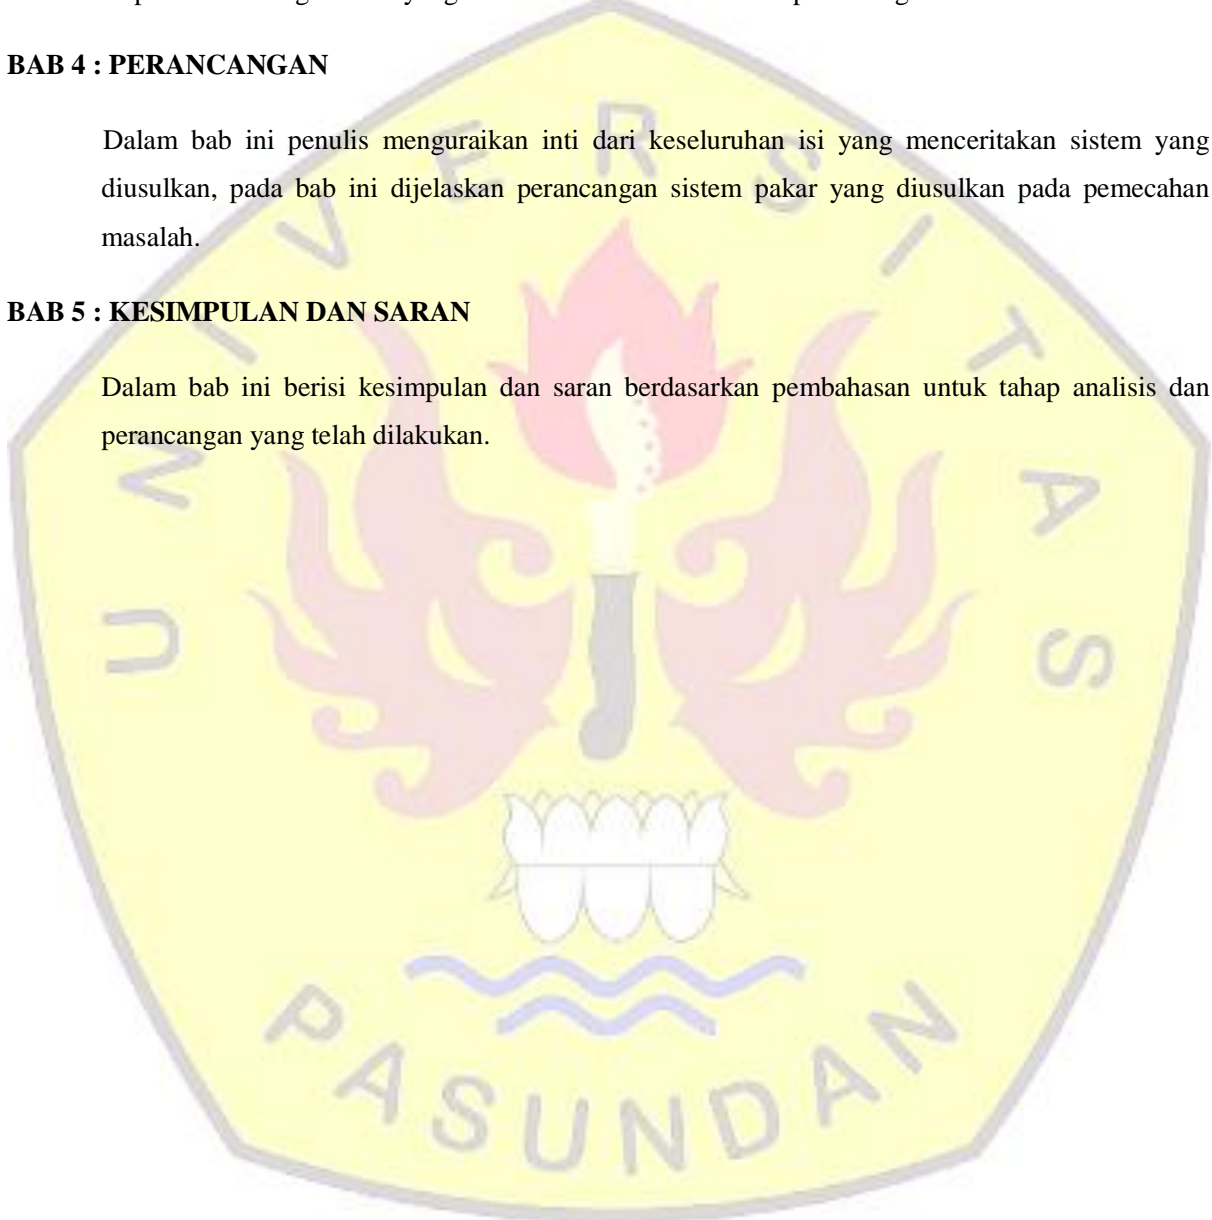 BAB 4 : PERANCANGAN
Dalam bab ini penulis menguraikan inti dari keseluruhan isi yang menceritakan sistem yang
diusulkan, pada bab ini dijelaskan perancangan sistem pakar yang diusulkan pada pemecahan
masalah.
BAB 5 : KESIMPULAN DAN SARAN
Dalam bab ini berisi kesimpulan dan saran berdasarkan pembahasan untuk tahap analisis dan
perancangan yang telah dilakukan.
UNIVERSITAS
PASUNDAN